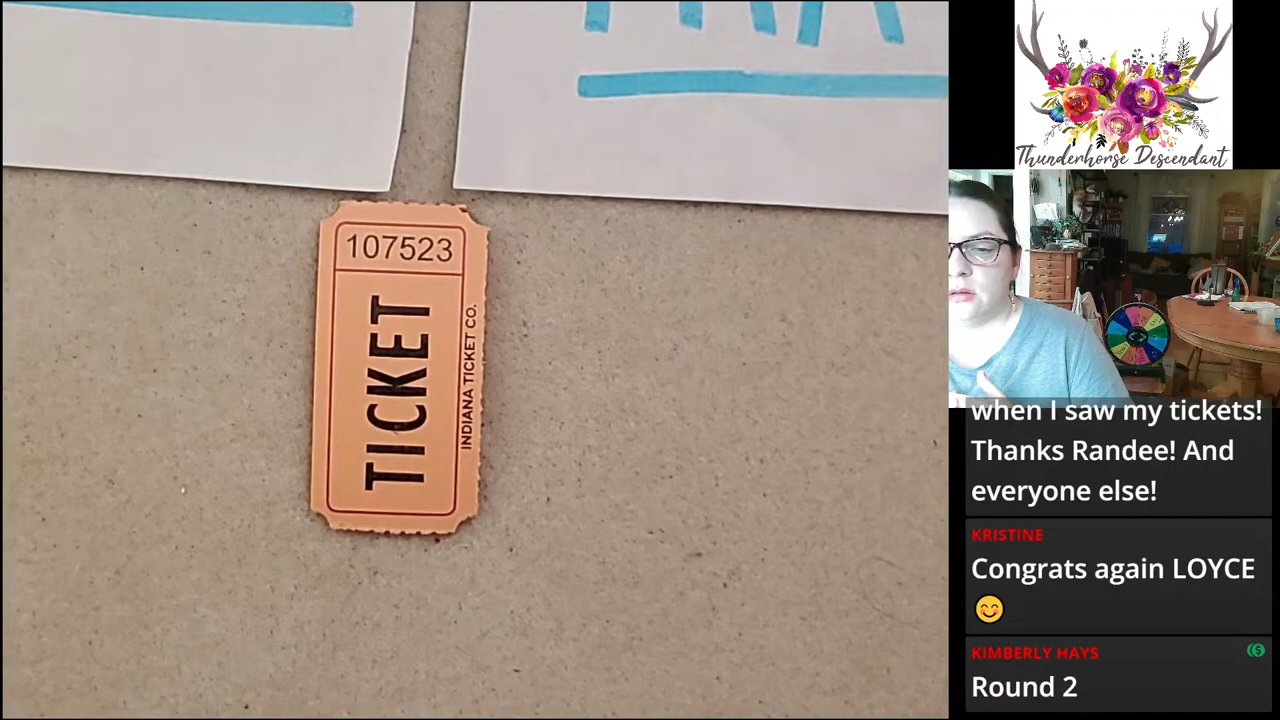 107523
TICKET
INDIANA TICKET CO.
Thunderhorse Descendant
when I saw my tickets!
Thanks Randee! And
everyone else!
KRISTINE
Congrats again LOYCE
😊
KIMBERLY HAYS
Round 2